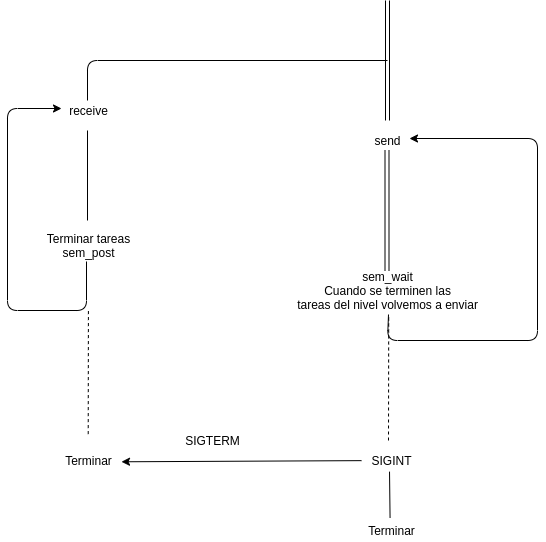 receive
send
Terminar tareas
sem_post
sem_wait
Cuando se terminen las
tareas del nivel volvemos a enviar
SIGTERM
Terminar
SIGINT
Terminar